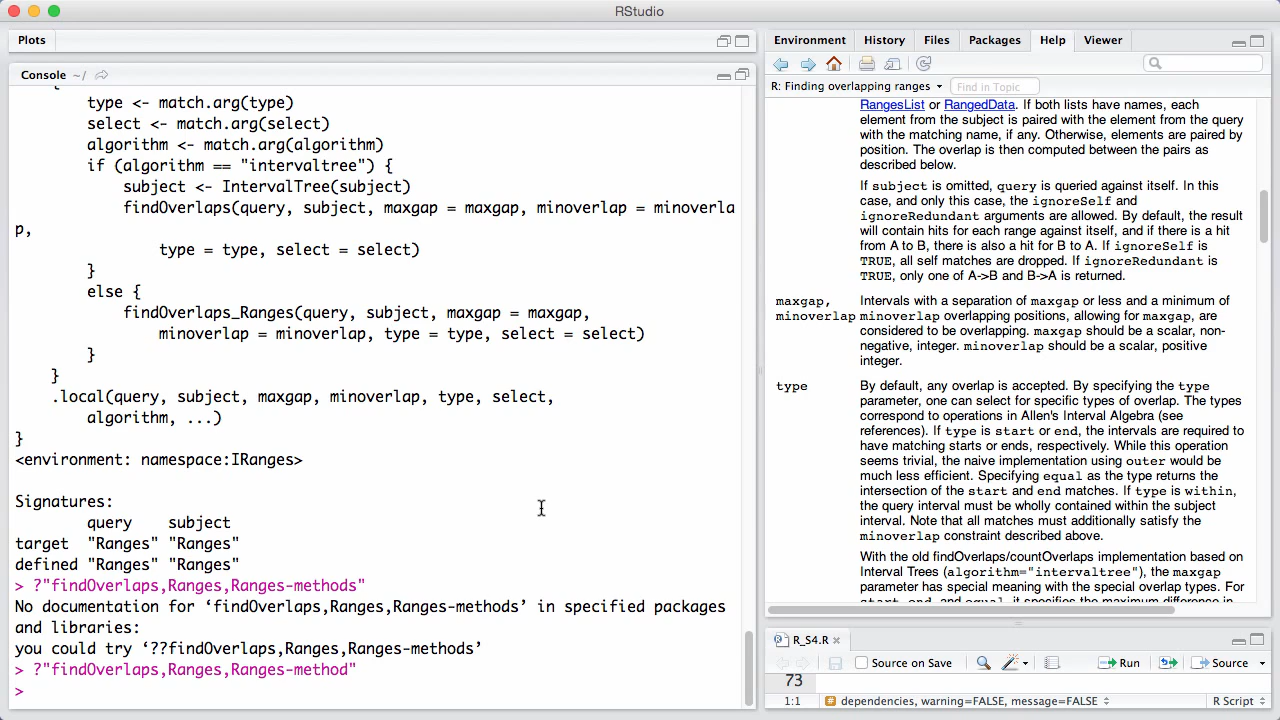 RStudio
Plots
Console ~/
{
type <- match.arg(type)
select <- match.arg(select)
algorithm <- match.arg(algorithm)
if (algorithm == "intervaltree") {
subject <- IntervalTree(subject)
findOverlaps(query, subject, maxgap = maxgap, minoverlap = minoverla
p,
type = type, select = select)
}
else {
findOverlaps_Ranges(query, subject, maxgap = maxgap,
minoverlap = minoverlap, type = type, select = select)
}
}
.local(query, subject, maxgap, minoverlap, type, select,
algorithm, ...)
}
<environment: namespace:IRanges>
Signatures:
query subject
target "Ranges" "Ranges"
defined "Ranges" "Ranges"
> ?"findOverlaps,Ranges,Ranges-methods"
No documentation for ‘findOverlaps,Ranges,Ranges-methods’ in specified packages
and libraries:
you could try ‘??findOverlaps,Ranges,Ranges-methods’
> ?"findOverlaps,Ranges,Ranges-method"
>
Environment History Files Packages Help Viewer
R: Finding overlapping ranges Find in Topic
RangesList or RangedData. If both lists have names, each
element from the subject is paired with the element from the query
with the matching name, if any. Otherwise, elements are paired by
position. The overlap is then computed between the pairs as
described below.
If subject is omitted, query is queried against itself. In this
case, and only this case, the ignoreSelf and
ignoreRedundant arguments are allowed. By default, the result
will contain hits for each range against itself, and if there is a hit
from A to B, there is also a hit for B to A. If ignoreSelf is
TRUE, all self matches are dropped. If ignoreRedundant is
TRUE, only one of A->B and B->A is returned.
maxgap, Intervals with a separation of maxgap or less and a minimum of
minoverlap minoverlap overlapping positions, allowing for maxgap, are
considered to be overlapping. maxgap should be a scalar, non-
negative, integer. minoverlap should be a scalar, positive
integer.
type By default, any overlap is accepted. By specifying the type
parameter, one can select for specific types of overlap. The types
correspond to operations in Allen's Interval Algebra (see
references). If type is start or end, the intervals are required to
have matching starts or ends, respectively. While this operation
seems trivial, the naive implementation using outer would be
much less efficient. Specifying equal as the type returns the
intersection of the start and end matches. If type is within,
the query interval must be wholly contained within the subject
interval. Note that all matches must additionally satisfy the
minoverlap constraint described above.
With the old findOverlaps/countOverlaps implementation based on
Interval Trees (algorithm="intervaltree"), the maxgap
parameter has special meaning with the special overlap types. For
start, end, and equal, it specifies the maximum difference in
R_S4.R
Source on Save Run Source
73
1:1 dependencies, warning=FALSE, message=FALSE R Script